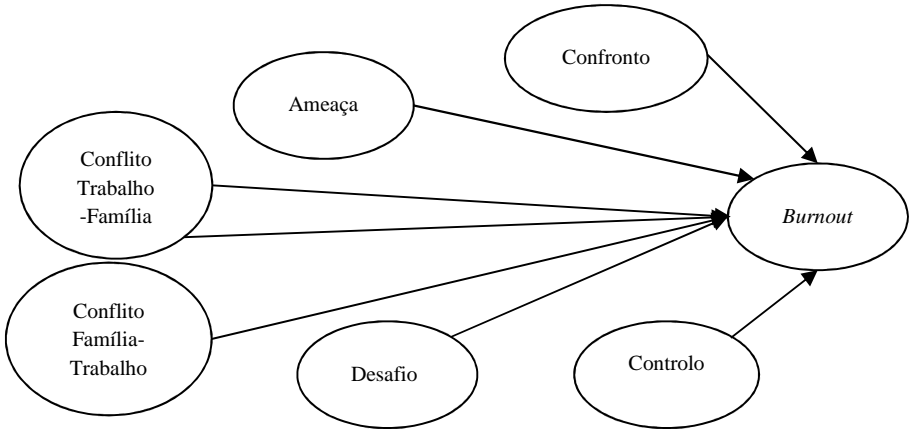 Confronto
Ameaça
Conflito
Trabalho
-Família
Burnout
Conflito
Família-
Trabalho
Desafio
Controlo